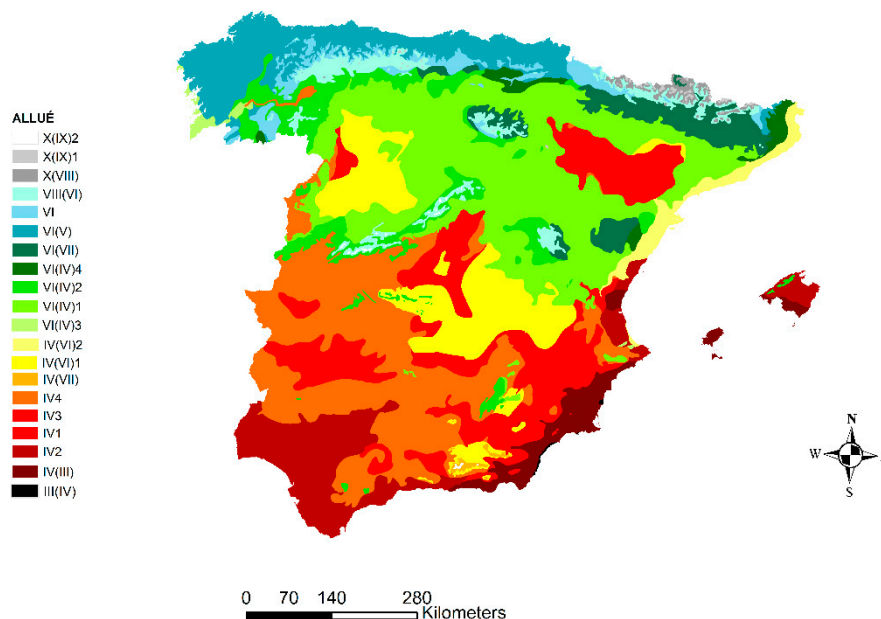 ALLUÉ
X(IX)2
X(IX)1
X(VIII)
VIII(VI)
VI
VI(V)
VI(VII)
VI(IV)4
VI(IV)2
VI(IV)1
VI(IV)3
IV(VI)2
IV(VI)1
IV(VII)
IV4
IV3
IV1
IV2
IV(III)
III(IV)
N
W
S
0 70 140 280
Kilometers